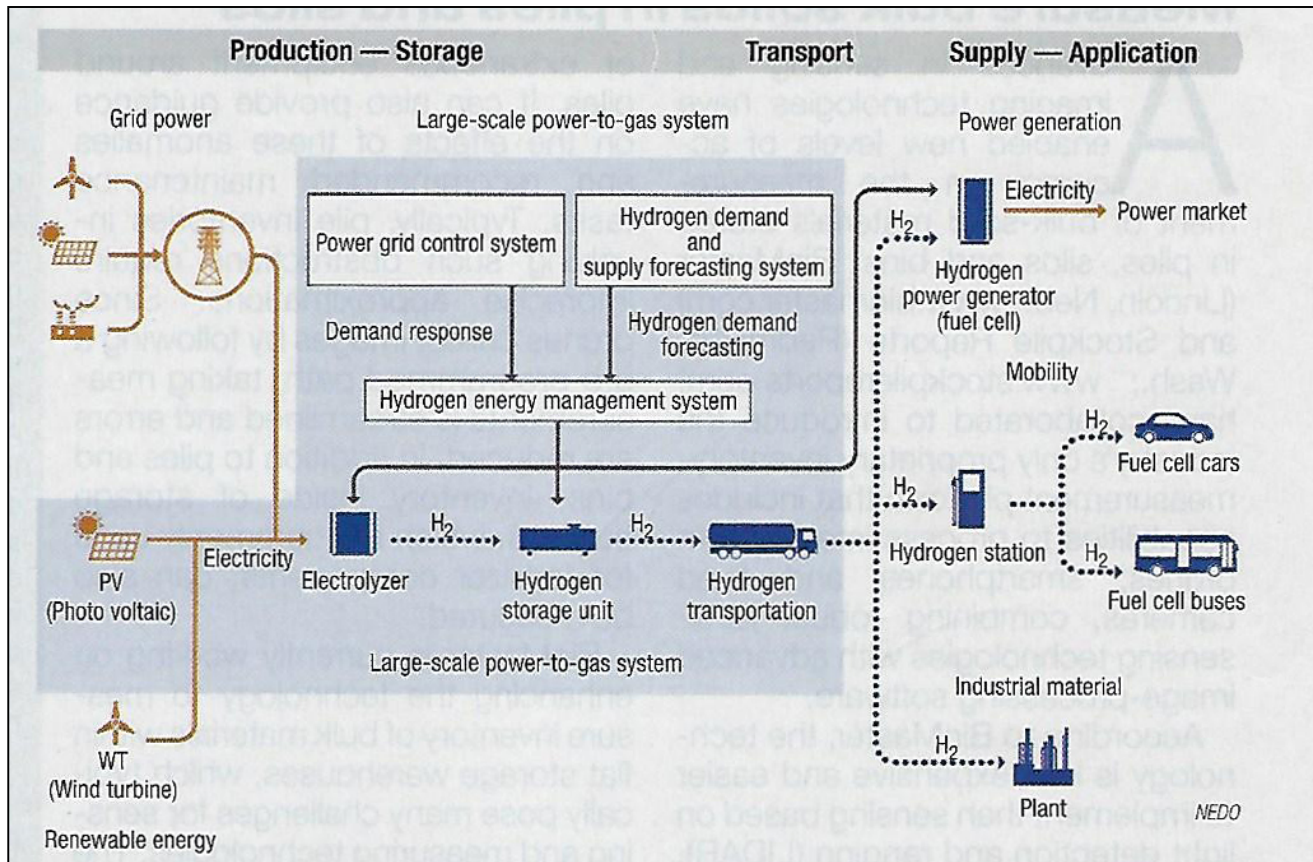 Production — Storage
Transport
Supply — Application
Grid power
Large-scale power-to-gas system
Power generation
Power grid control system
Hydrogen demand
and
supply forecasting system
H2
Electricity
Power market
Demand response
Hydrogen demand
forecasting
Hydrogen
power generator
(fuel cell)
Mobility
Hydrogen energy management system
H2
Fuel cell cars
PV
(Photo voltaic)
Electricity
Electrolyzer
H2
Hydrogen
storage unit
H2
Hydrogen
transportation
H2
Hydrogen station
H2
Fuel cell buses
Large-scale power-to-gas system
Industrial material
WT
(Wind turbine)
H2
Plant
NEDO
Renewable energy